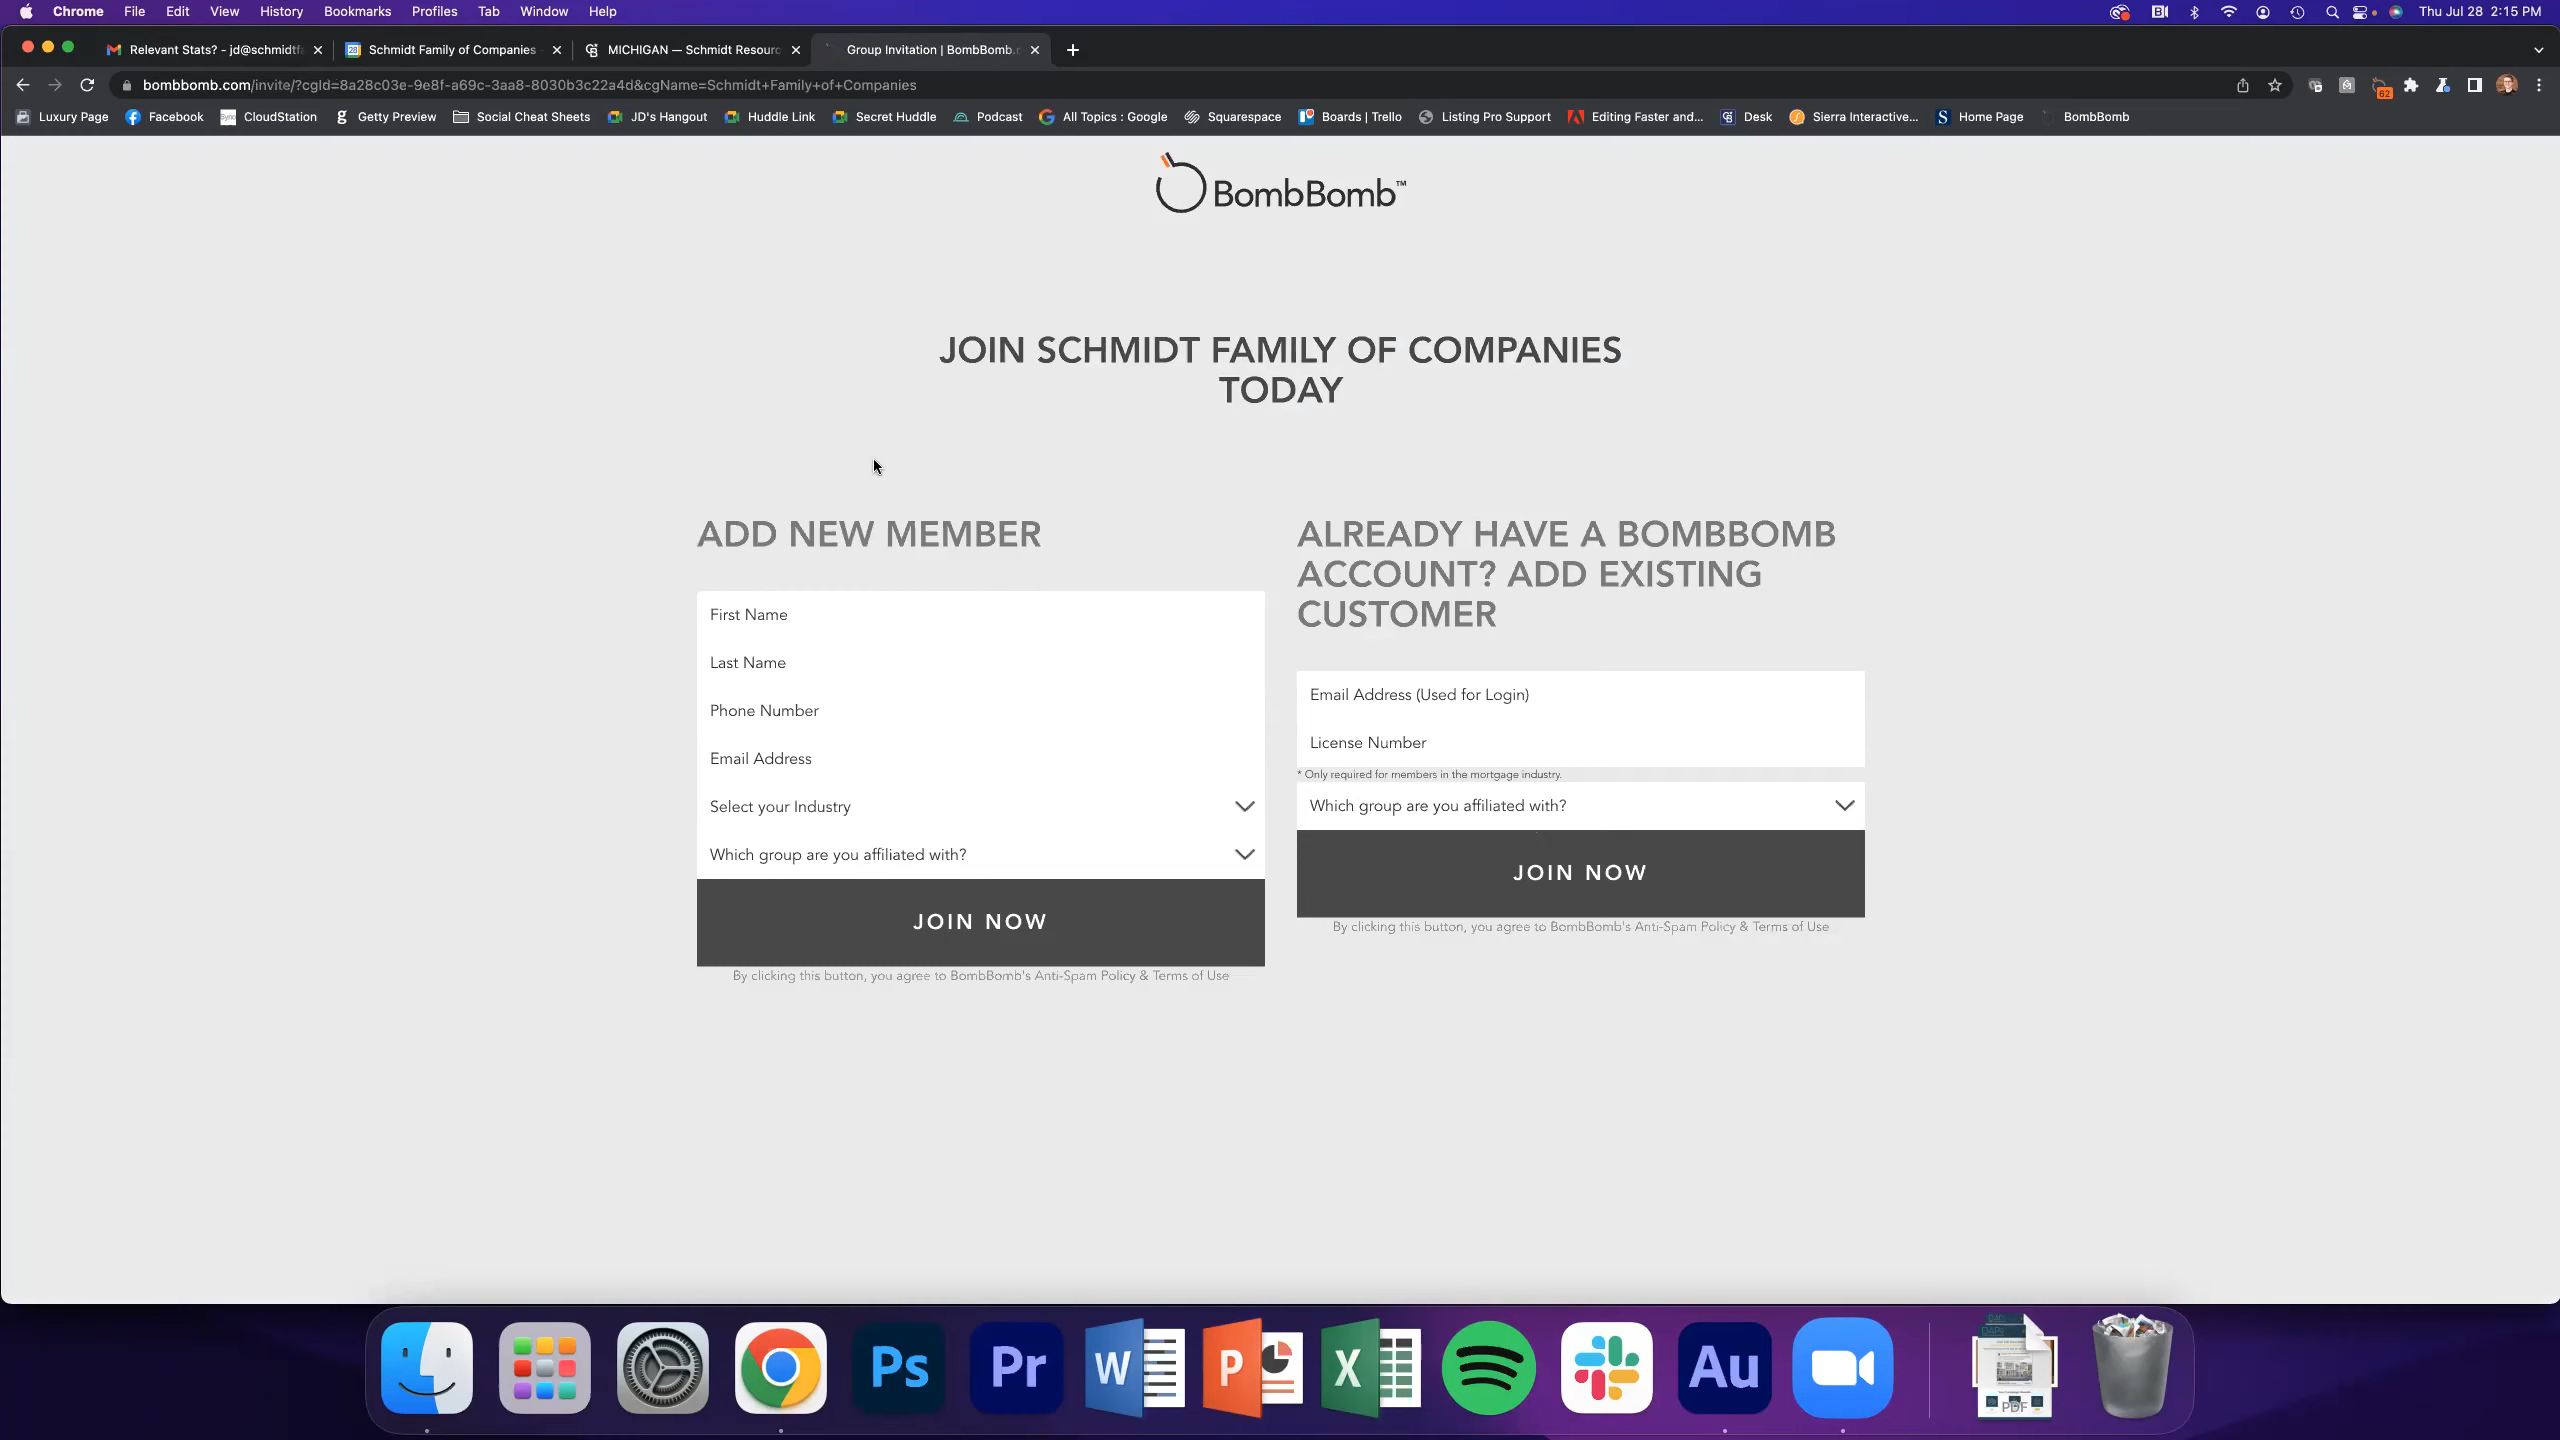 Chrome File Edit View History Bookmarks Profiles Tab Window Help Thu Jul 28 2:15 PM
Relevant Stats? - jd@schmidtf Schmidt Family of Companies MICHIGAN — Schmidt Resourc Group Invitation | BombBomb.
bombbomb.com/invite/?cgId=8a28c03e-9e8f-a69c-3aa8-8030b3c22a4d&cgName=Schmidt+Family+of+Companies
62
Luxury Page Facebook CloudStation Getty Preview Social Cheat Sheets JD's Hangout Huddle Link Secret Huddle Podcast All Topics : Google Squarespace Boards | Trello Listing Pro Support Editing Faster and... Desk Sierra Interactive... Home Page BombBomb
BombBomb™
JOIN SCHMIDT FAMILY OF COMPANIES
TODAY
ADD NEW MEMBER
First Name
Last Name
Phone Number
Email Address
Select your Industry
Which group are you affiliated with?
JOIN NOW
By clicking this button, you agree to BombBomb's Anti-Spam Policy & Terms of Use
ALREADY HAVE A BOMBBOMB
ACCOUNT? ADD EXISTING
CUSTOMER
Email Address (Used for Login)
License Number
* Only required for members in the mortgage industry.
Which group are you affiliated with?
JOIN NOW
By clicking this button, you agree to BombBomb's Anti-Spam Policy & Terms of Use
Ps Pr W P X Au PDF